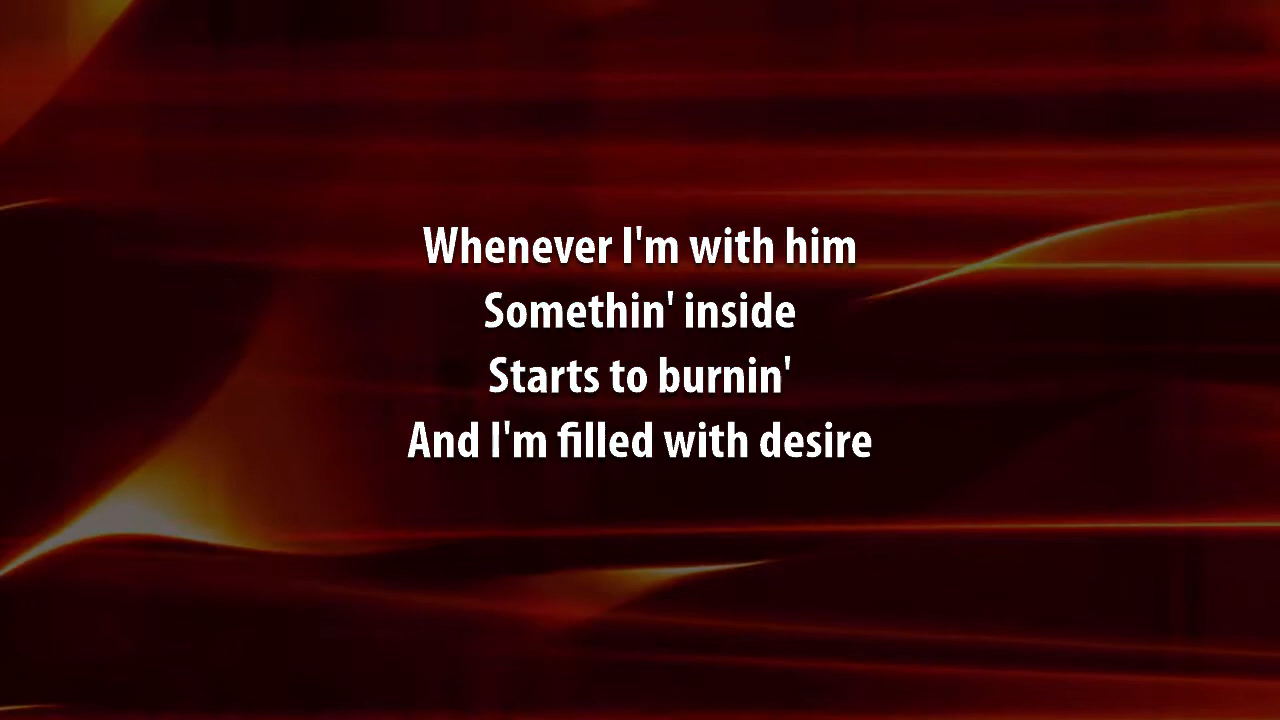 Whenever I'm with him
Somethin' inside
Starts to burnin'
And I'm filled with desire